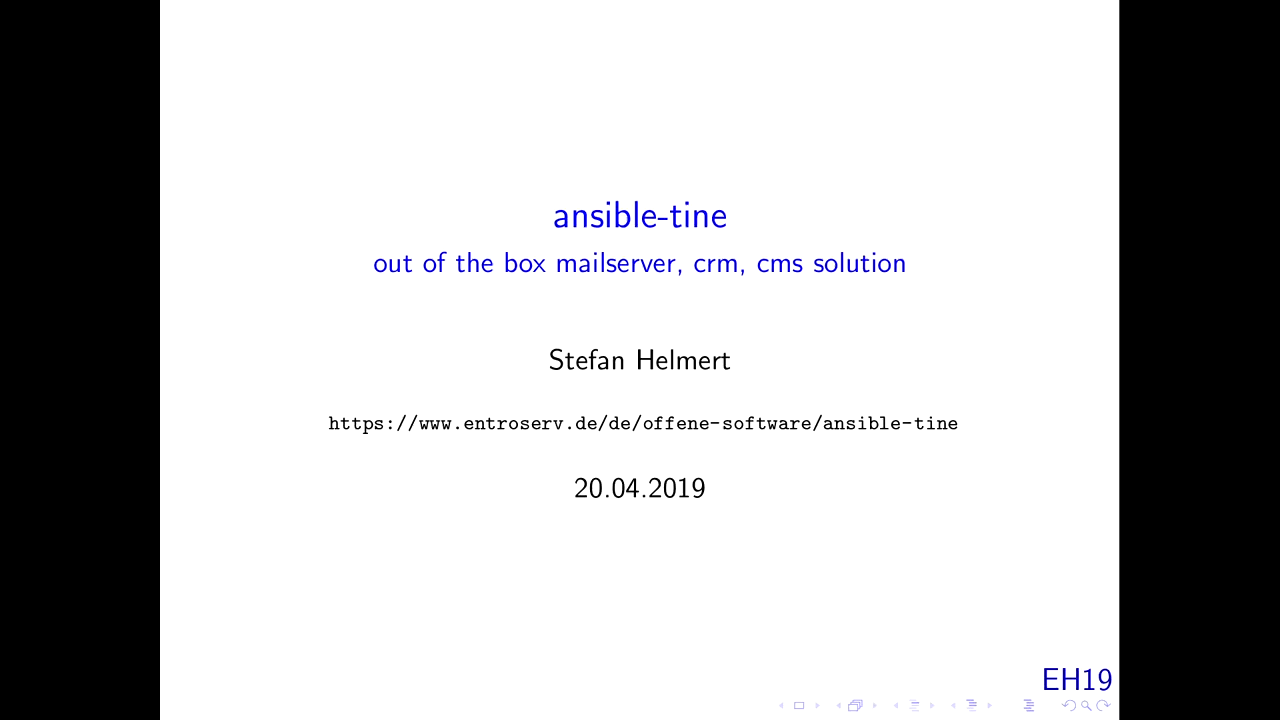 ansible-tine
out of the box mailserver, crm, cms solution
Stefan Helmert
https://www.entroserv.de/de/offene-software/ansible-tine
20.04.2019
EH19